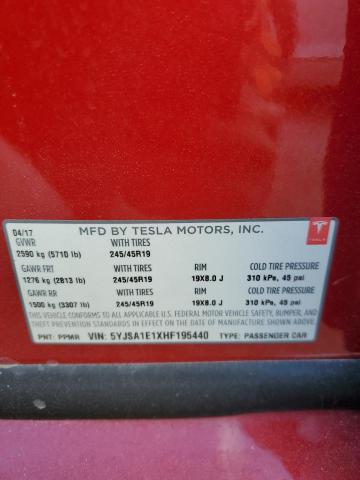 04/17 MFD BY TESLA MOTORS, INC.
GVWR WITH TIRES
2590 kg (5710 lb) 245/45R19
TESLA
GAWR FRT WITH TIRES RIM COLD TIRE PRESSURE
1276 kg (2813 lb) 245/45R19 19X8.0 J 310 kPa, 45 psi
GAWR RR WITH TIRES RIM COLD TIRE PRESSURE
1500 kg (3307 lb) 245/45R19 19X8.0 J 310 kPa, 45 psi
THIS VEHICLE CONFORMS TO ALL APPLICABLE U.S. FEDERAL MOTOR VEHICLE SAFETY, BUMPER, AND
THEFT PREVENTION STANDARDS IN EFFECT ON THE DATE OF MANUFACTURE SHOWN ABOVE.
PNT: PPMR VIN: 5YJSA1E1XHF195440 TYPE: PASSENGER CAR